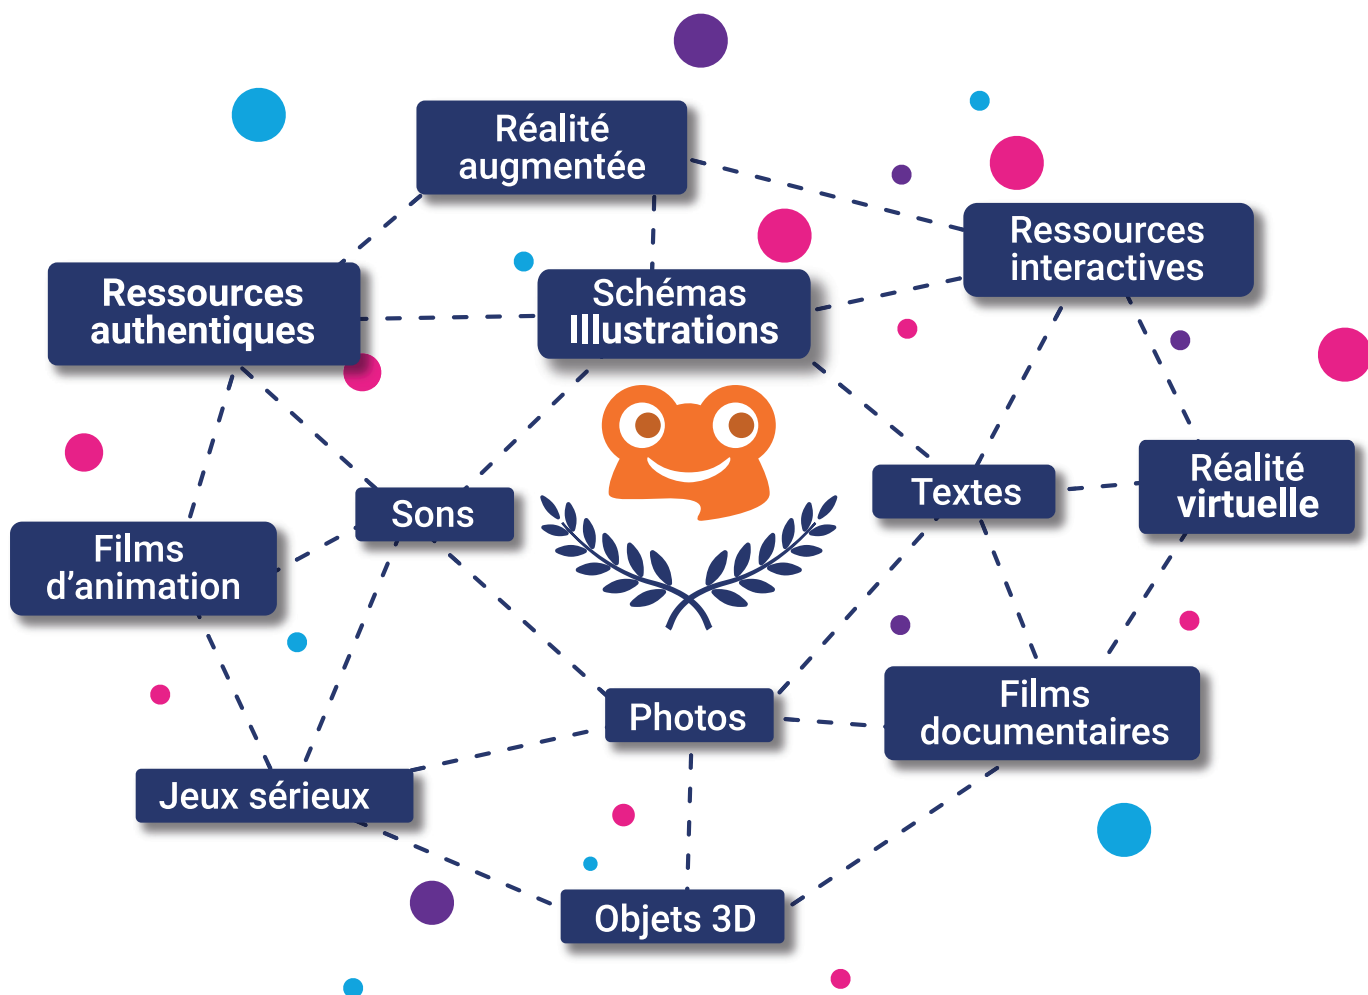 Réalité
augmentée
Ressources
interactives
Ressources
authentiques
Schémas
Illustrations
Réalité
virtuelle
Textes
Sons
Films
d’animation
Films
documentaires
Photos
Jeux sérieux
Objets 3D